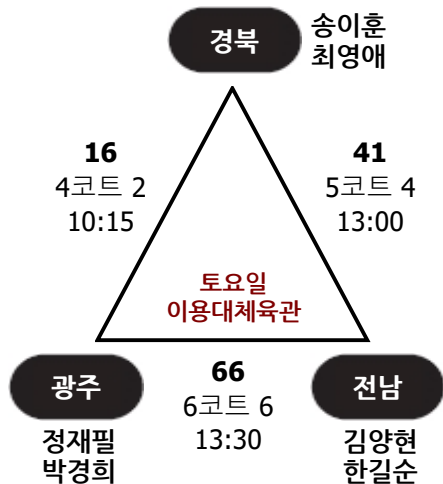 경북
송이훈
최영애
16
4코트 2
10:15
41
5코트 4
13:00
토요일
이용대체육관
광주
정재필
박경희
66
6코트 6
13:30
전남
김양현
한길순